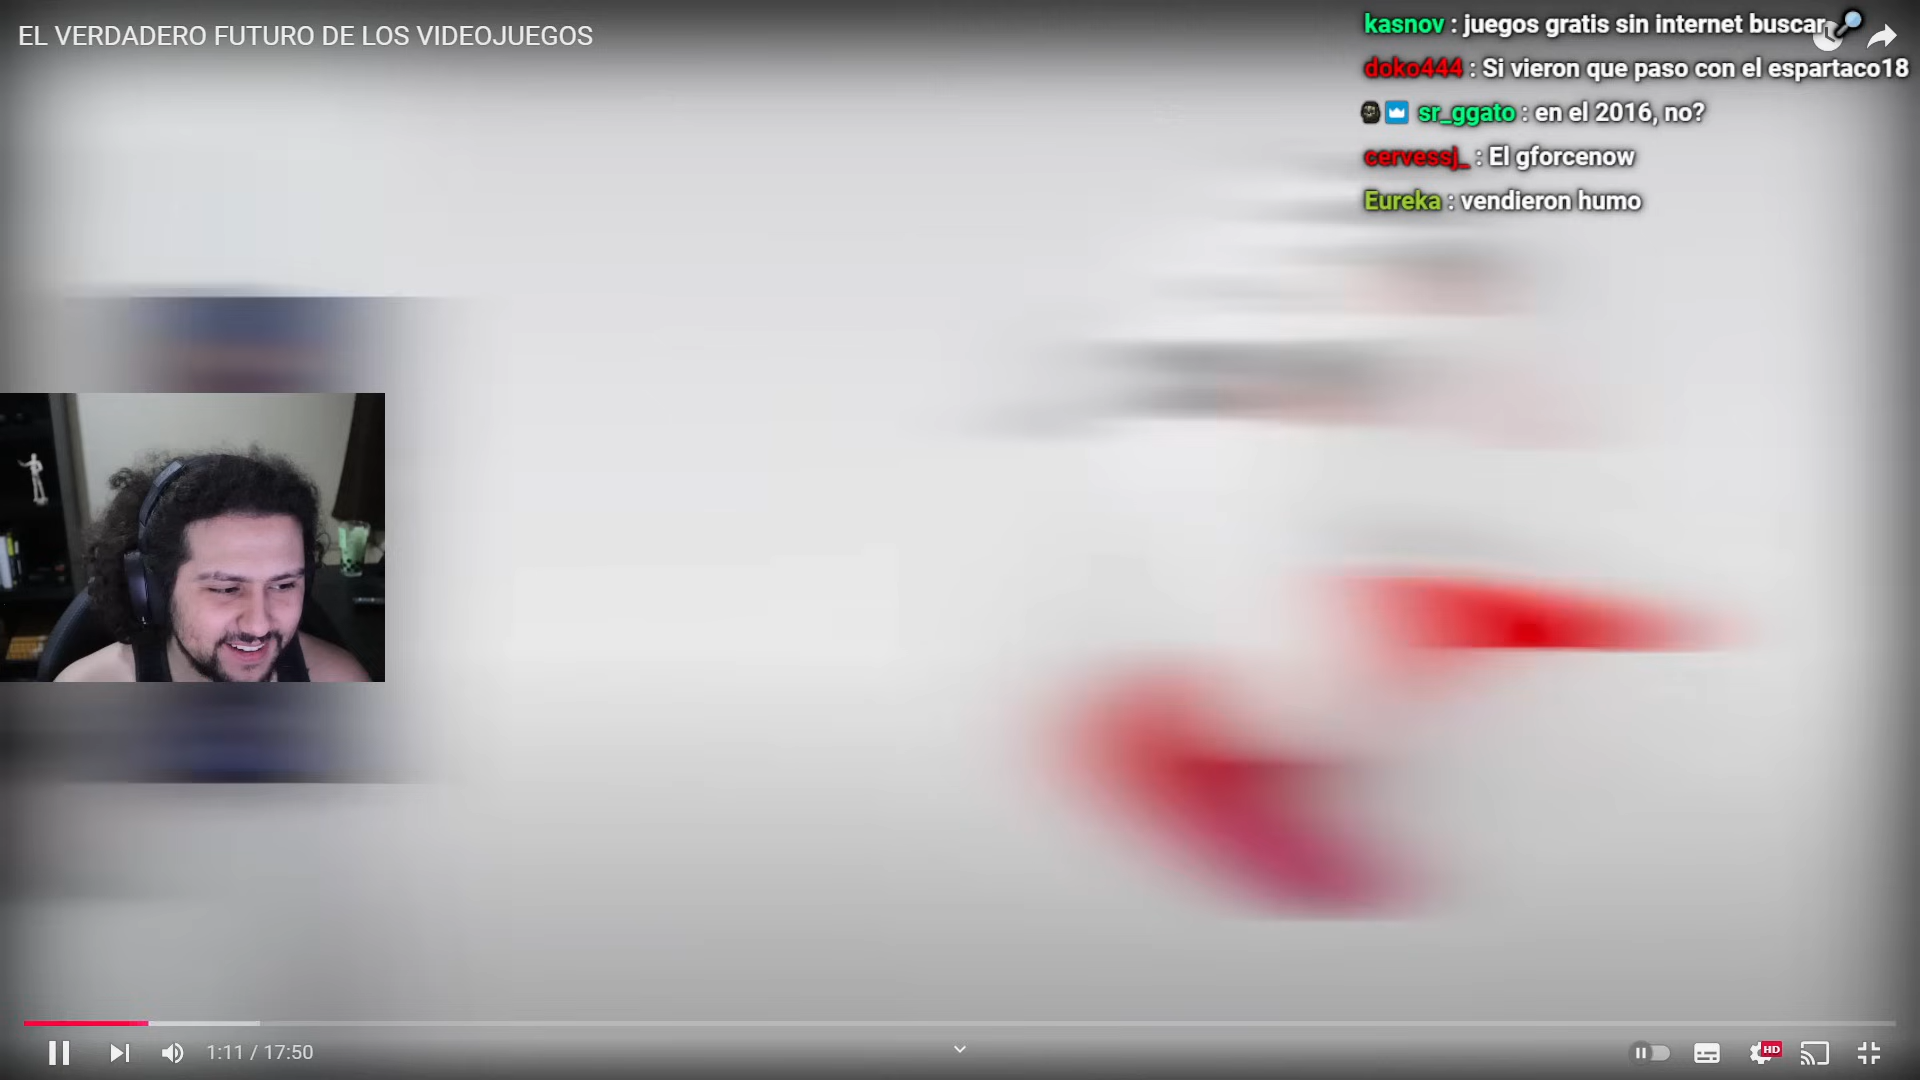 EL VERDADERO FUTURO DE LOS VIDEOJUEGOS
kasnov : juegos gratis sin internet buscar
doko444 : Si vieron que paso con el espartaco18
sr_ggato : en el 2016, no?
cervessj_ : El gforcenow
Eureka : vendieron humo
1:11 / 17:50
HD